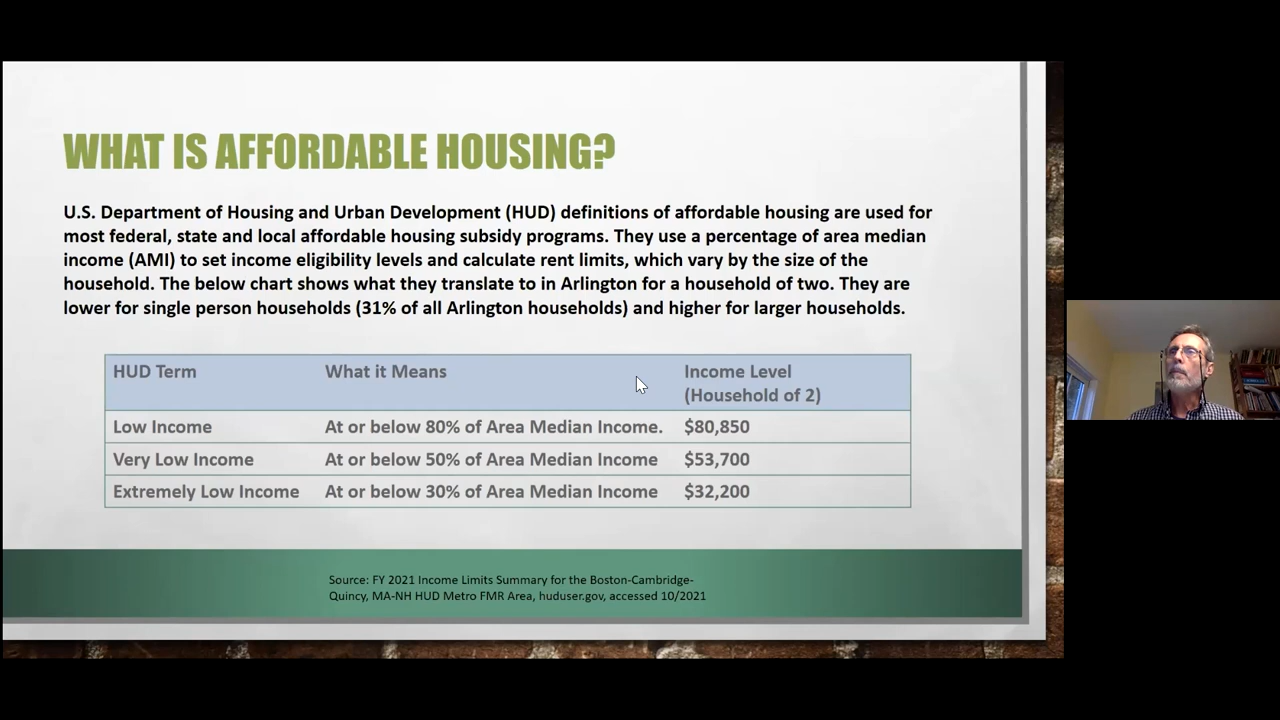 WHAT IS AFFORDABLE HOUSING?
U.S. Department of Housing and Urban Development (HUD) definitions of affordable housing are used for
most federal, state and local affordable housing subsidy programs. They use a percentage of area median
income (AMI) to set income eligibility levels and calculate rent limits, which vary by the size of the
household. The below chart shows what they translate to in Arlington for a household of two. They are
lower for single person households (31% of all Arlington households) and higher for larger households.
HUD Term What it Means Income Level
(Household of 2)
Low Income At or below 80% of Area Median Income. $80,850
Very Low Income At or below 50% of Area Median Income $53,700
Extremely Low Income At or below 30% of Area Median Income $32,200
Source: FY 2021 Income Limits Summary for the Boston-Cambridge-
Quincy, MA-NH HUD Metro FMR Area, huduser.gov, accessed 10/2021